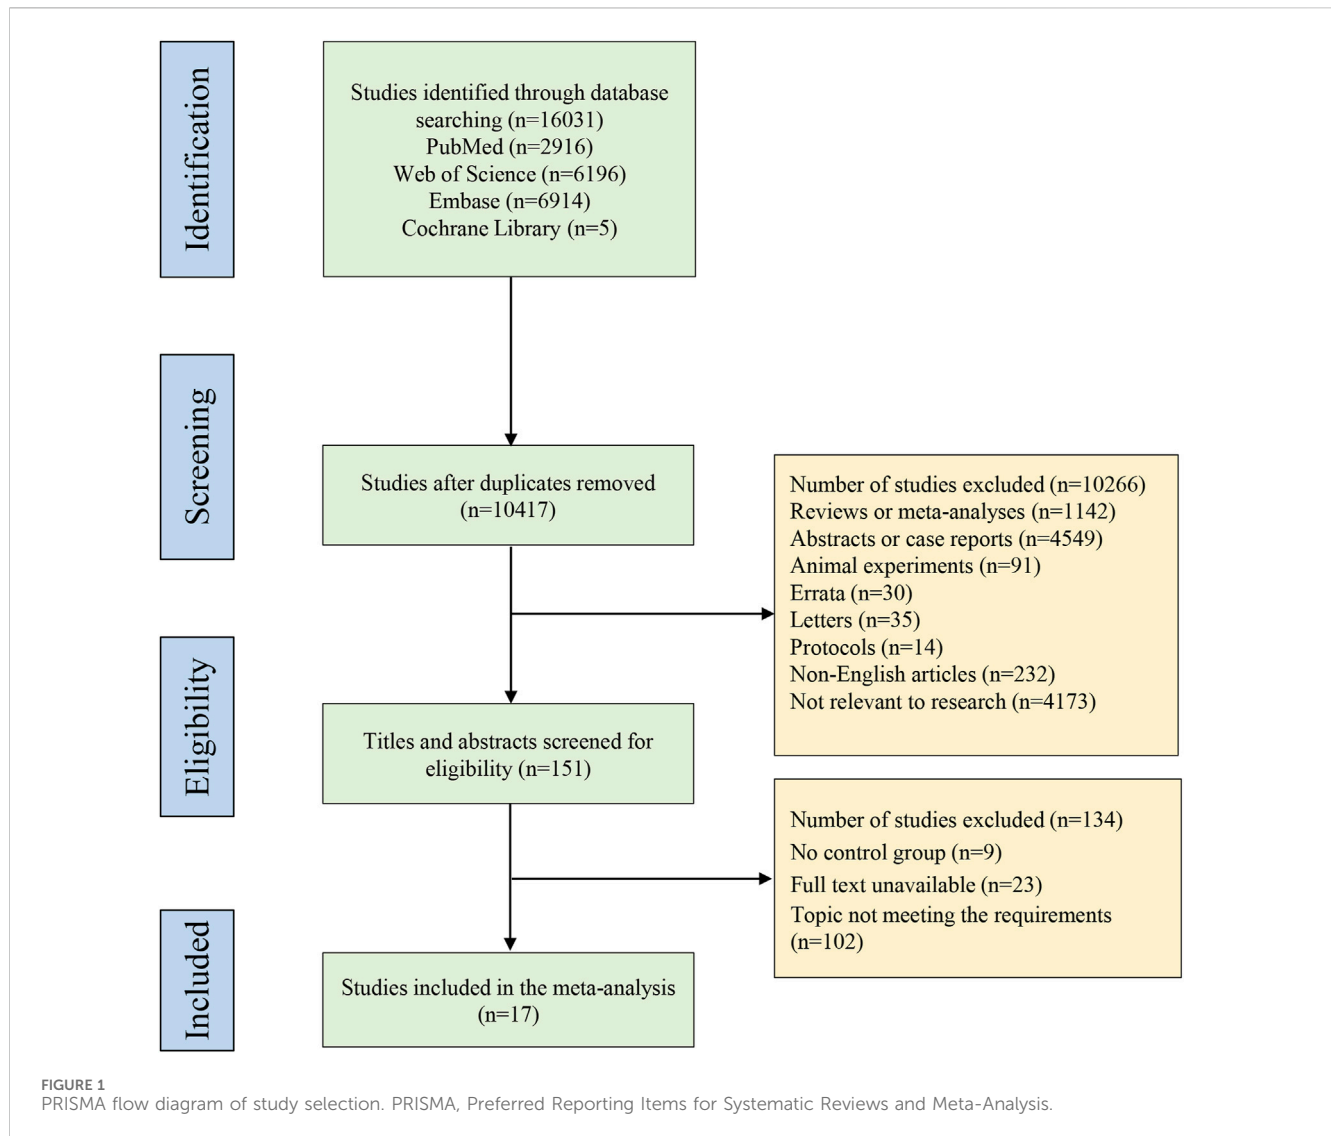 Identification
Studies identified through database
searching (n=16031)
PubMed (n=2916)
Web of Science (n=6196)
Embase (n=6914)
Cochrane Library (n=5)
Screening
Studies after duplicates removed
(n=10417)
Number of studies excluded (n=10266)
Reviews or meta-analyses (n=1142)
Abstracts or case reports (n=4549)
Animal experiments (n=91)
Errata (n=30)
Letters (n=35)
Protocols (n=14)
Non-English articles (n=232)
Not relevant to research (n=4173)
Eligibility
Titles and abstracts screened for
eligibility (n=151)
Number of studies excluded (n=134)
No control group (n=9)
Full text unavailable (n=23)
Topic not meeting the requirements
(n=102)
Included
Studies included in the meta-analysis
(n=17)
FIGURE 1
PRISMA flow diagram of study selection. PRISMA, Preferred Reporting Items for Systematic Reviews and Meta-Analysis.